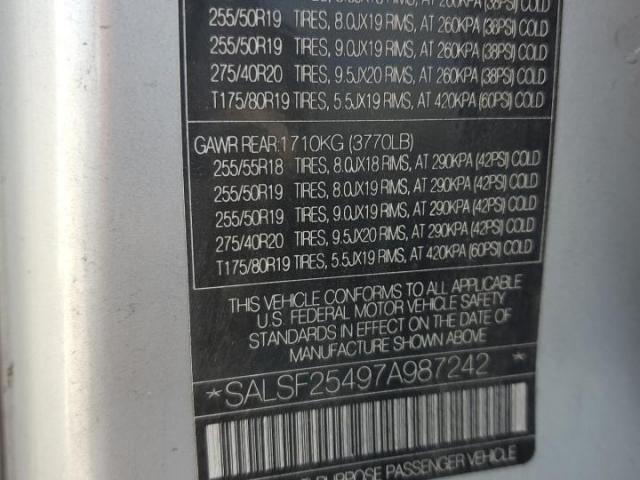 255/50R19 TIRES, 8.0JX19 RIMS, AT 260KPA (38PSI) COLD
255/50R19 TIRES, 9.0JX19 RIMS, AT 260KPA (38PSI) COLD
275/40R20 TIRES, 9.5JX20 RIMS, AT 260KPA (38PSI) COLD
T175/80R19 TIRES, 5.5JX19 RIMS, AT 420KPA (60PSI) COLD
GAWR REAR: 1710KG (3770LB)
255/55R18 TIRES, 8.0JX18 RIMS, AT 290KPA (42PSI) COLD
255/50R19 TIRES, 8.0JX19 RIMS, AT 290KPA (42PSI) COLD
255/50R19 TIRES, 9.0JX19 RIMS, AT 290KPA (42PSI) COLD
275/40R20 TIRES, 9.5JX20 RIMS, AT 290KPA (42PSI) COLD
T175/80R19 TIRES, 5.5JX19 RIMS, AT 420KPA (60PSI) COLD
THIS VEHICLE CONFORMS TO ALL APPLICABLE
U.S. FEDERAL MOTOR VEHICLE SAFETY
STANDARDS IN EFFECT ON THE DATE OF
MANUFACTURE SHOWN ABOVE
*SALSF25497A987242*
PURPOSE PASSENGER VEHICLE